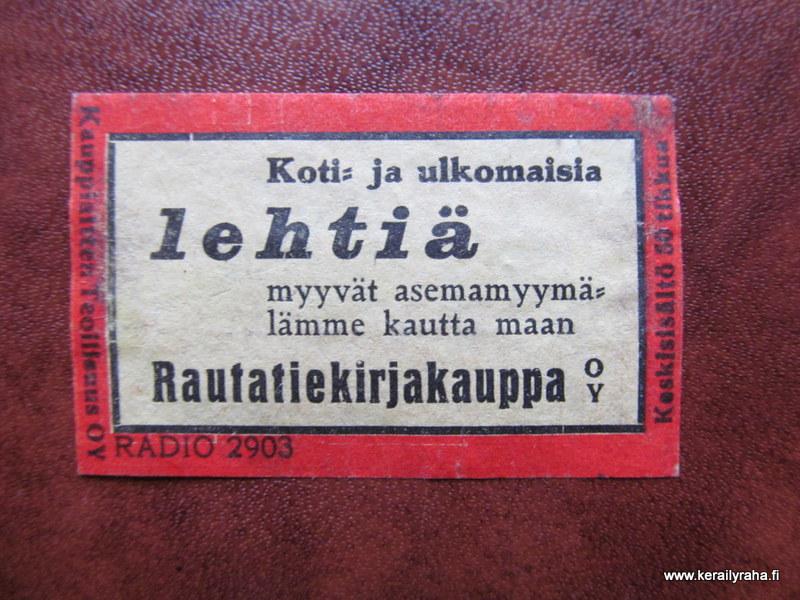 Kauppiaitten Teollisuus OY
Koti- ja ulkomaisia
lehtiä
myyvät asemamyymä-
lämme kautta maan
Rautatiekirjakauppa OY
Keskisisältö 50 tikkua
RADIO 2903
www.kerailyraha.fi